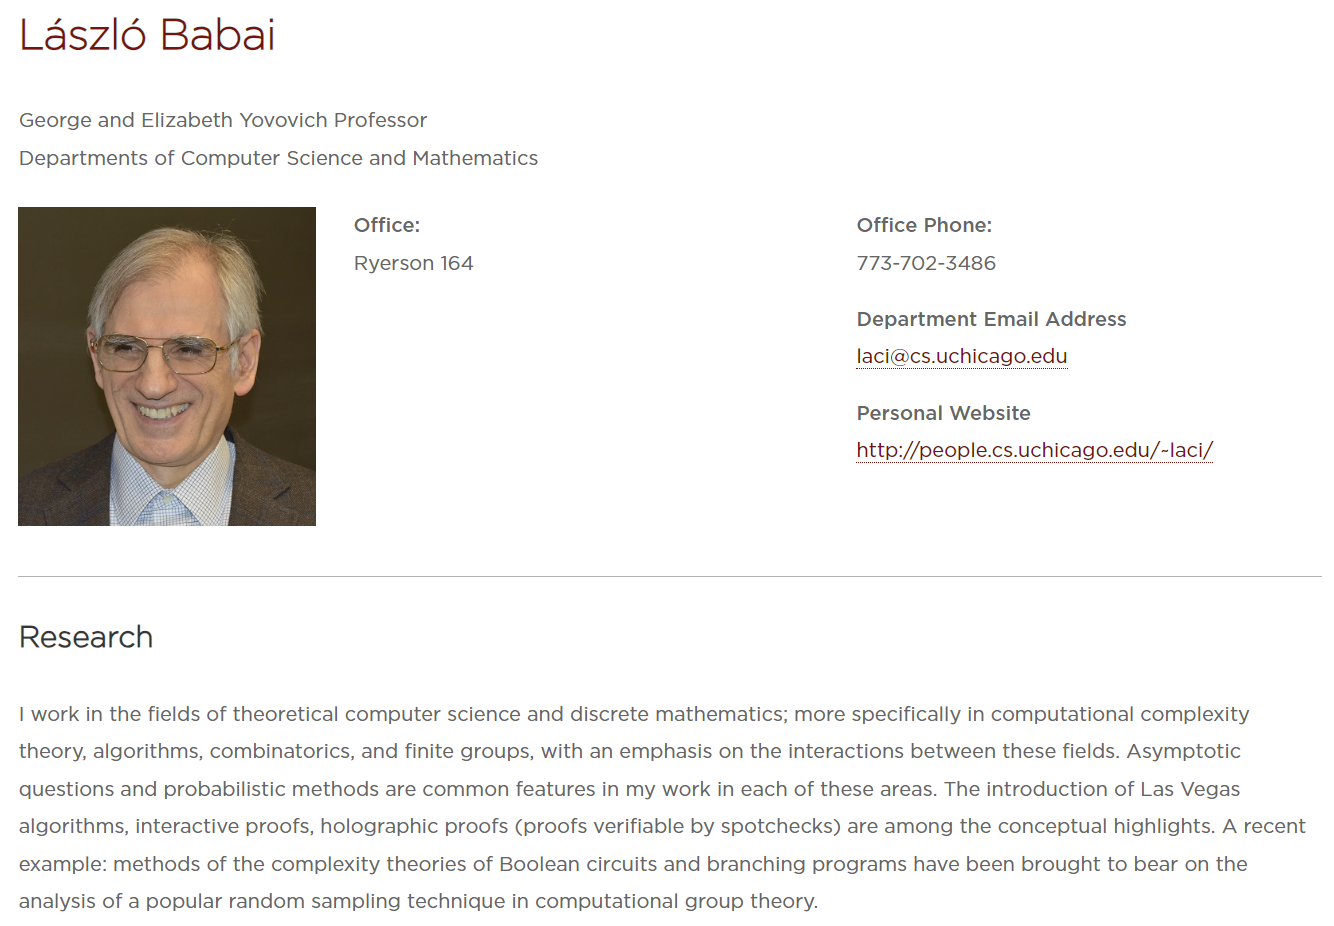 László Babai
George and Elizabeth Yovovich Professor
Departments of Computer Science and Mathematics
Office:
Ryerson 164
Office Phone:
773-702-3486
Department Email Address
laci@cs.uchicago.edu
Personal Website
http://people.cs.uchicago.edu/~laci/
Research
I work in the fields of theoretical computer science and discrete mathematics; more specifically in computational complexity
theory, algorithms, combinatorics, and finite groups, with an emphasis on the interactions between these fields. Asymptotic
questions and probabilistic methods are common features in my work in each of these areas. The introduction of Las Vegas
algorithms, interactive proofs, holographic proofs (proofs verifiable by spotchecks) are among the conceptual highlights. A recent
example: methods of the complexity theories of Boolean circuits and branching programs have been brought to bear on the
analysis of a popular random sampling technique in computational group theory.